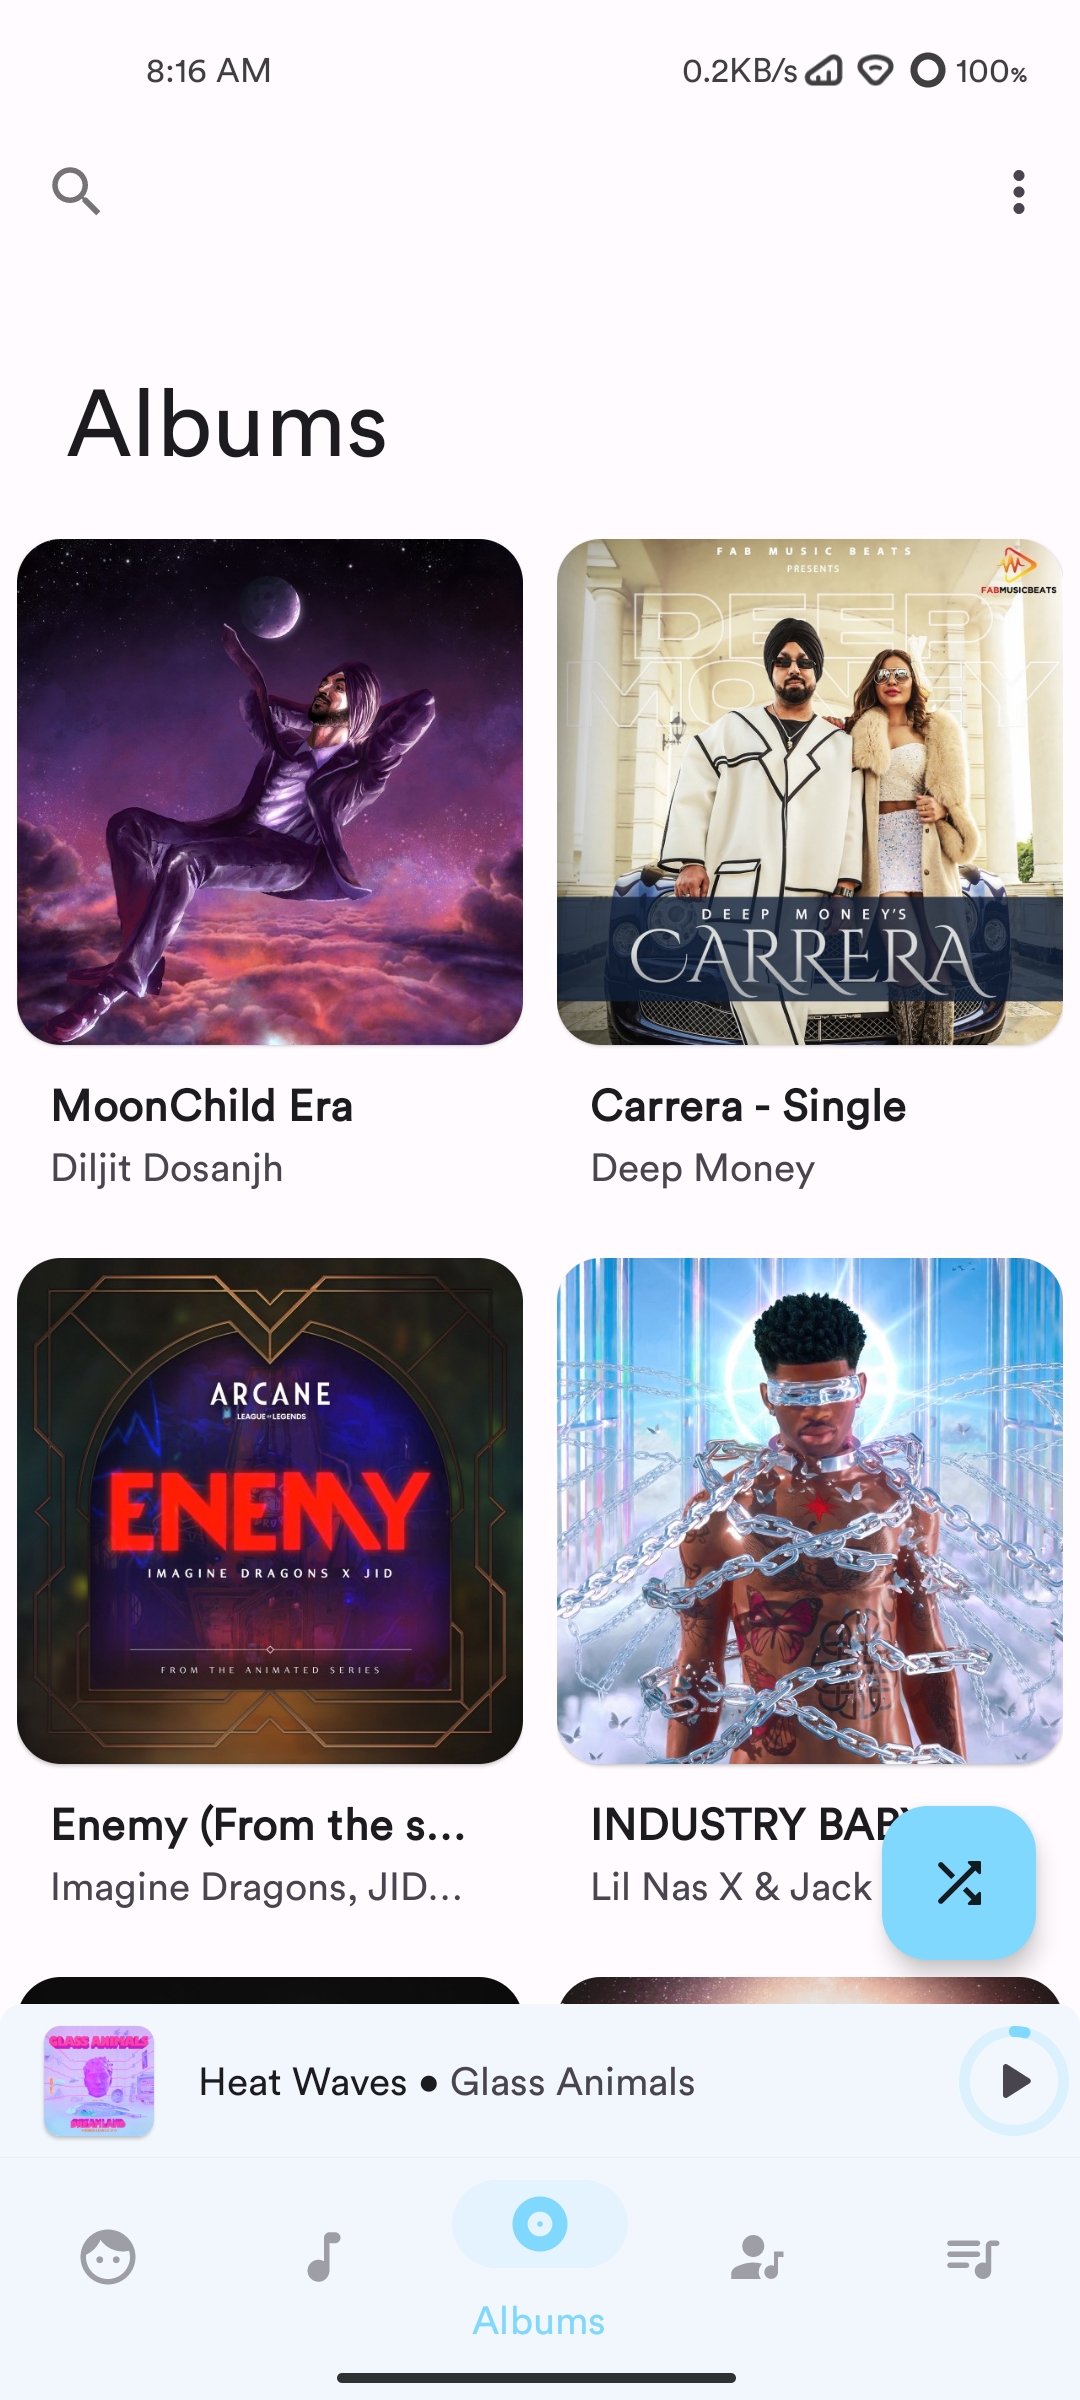 8:16 AM
0.2KB/s
100%
Albums
FAB MUSIC BEATS
PRESENTS
FABMUSICBEATS
DEEP
MONEY
DEEP MONEY'S
CARRERA
MoonChild Era
Diljit Dosanjh
Carrera - Single
Deep Money
ARCANE
LEAGUE OF LEGENDS
ENEMY
IMAGINE DRAGONS X JID
FROM THE ANIMATED SERIES
Enemy (From the s...
Imagine Dragons, JID...
INDUSTRY BABY
Lil Nas X & Jack
GLASS ANIMALS
DREAMLAND
Heat Waves • Glass Animals
Albums